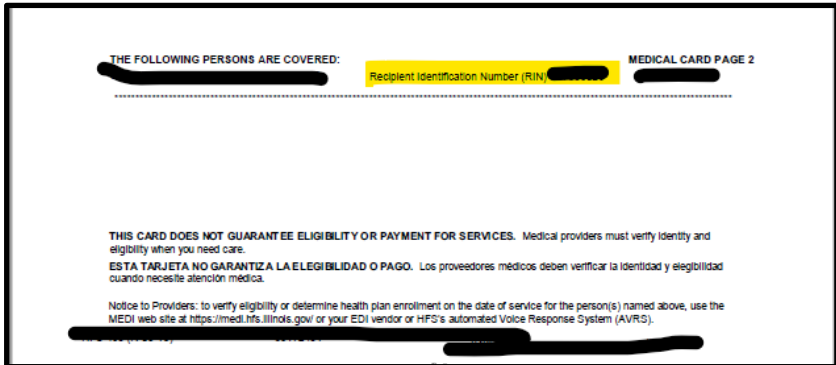 THE FOLLOWING PERSONS ARE COVERED:
Recipient Identification Number (RIN)
MEDICAL CARD PAGE 2
THIS CARD DOES NOT GUARANTEE ELIGIBILITY OR PAYMENT FOR SERVICES. Medical providers must verify identity and
eligibility when you need care.
ESTA TARJETA NO GARANTIZA LA ELEGIBILIDAD O PAGO. Los proveedores médicos deben verificar la identidad y elegibilidad
cuando necesite atención médica.
Notice to Providers: to verify eligibility or determine health plan enrollment on the date of service for the person(s) named above, use the
MEDI web site at https://medi.hfs.illinois.gov/ or your EDI vendor or HFS's automated Voice Response System (AVRS).